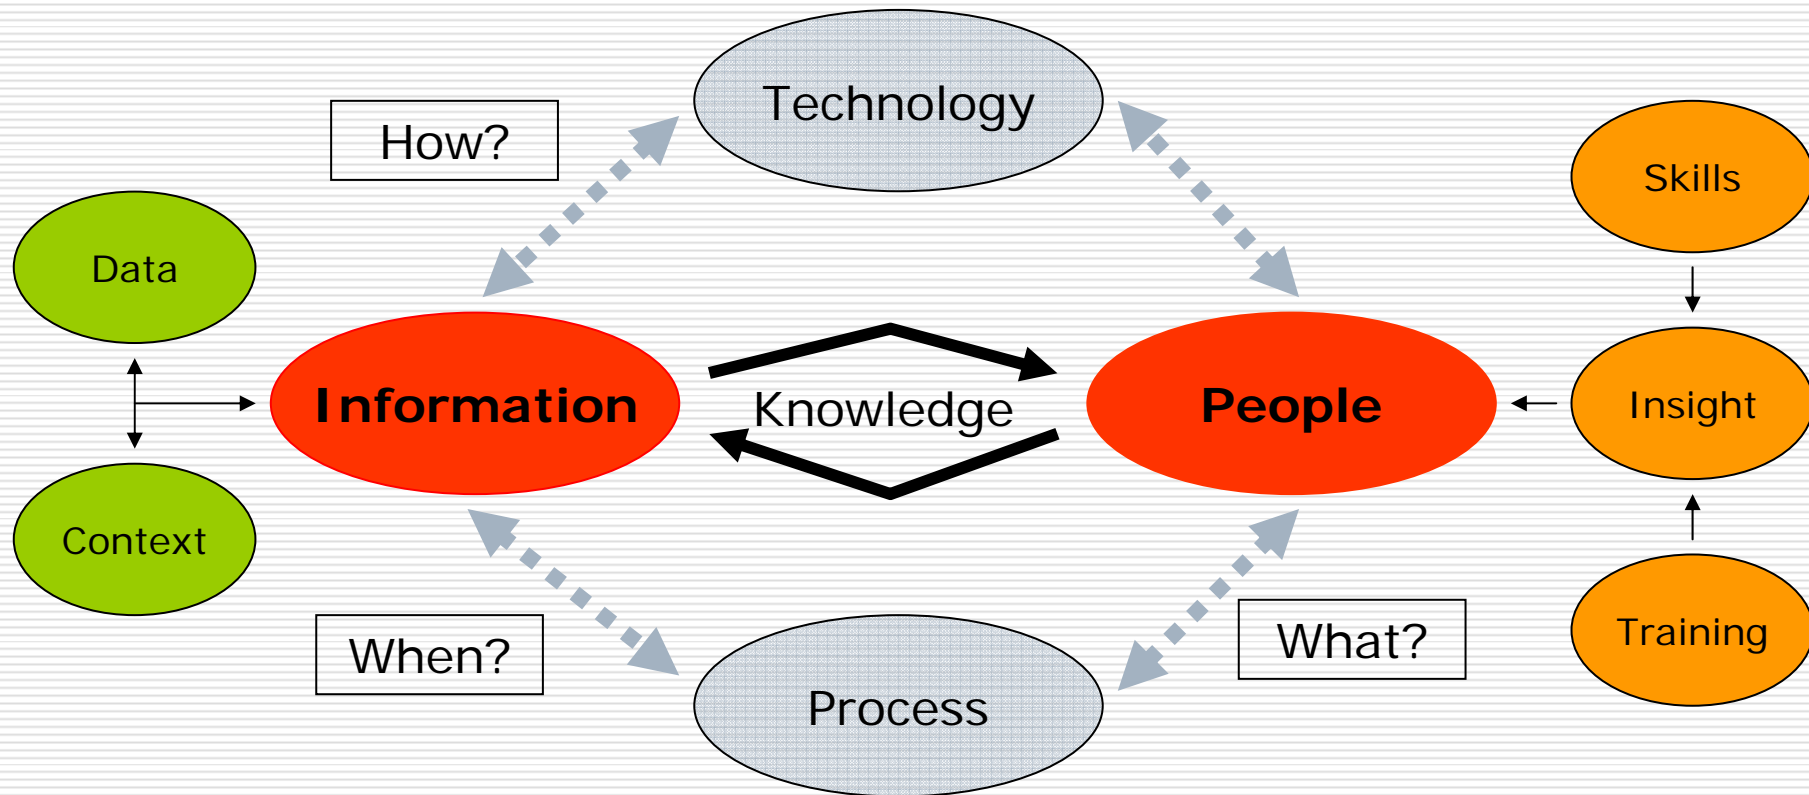 Technology
How?
Skills
Data
Information
Knowledge
People
Insight
Context
When?
What?
Training
Process